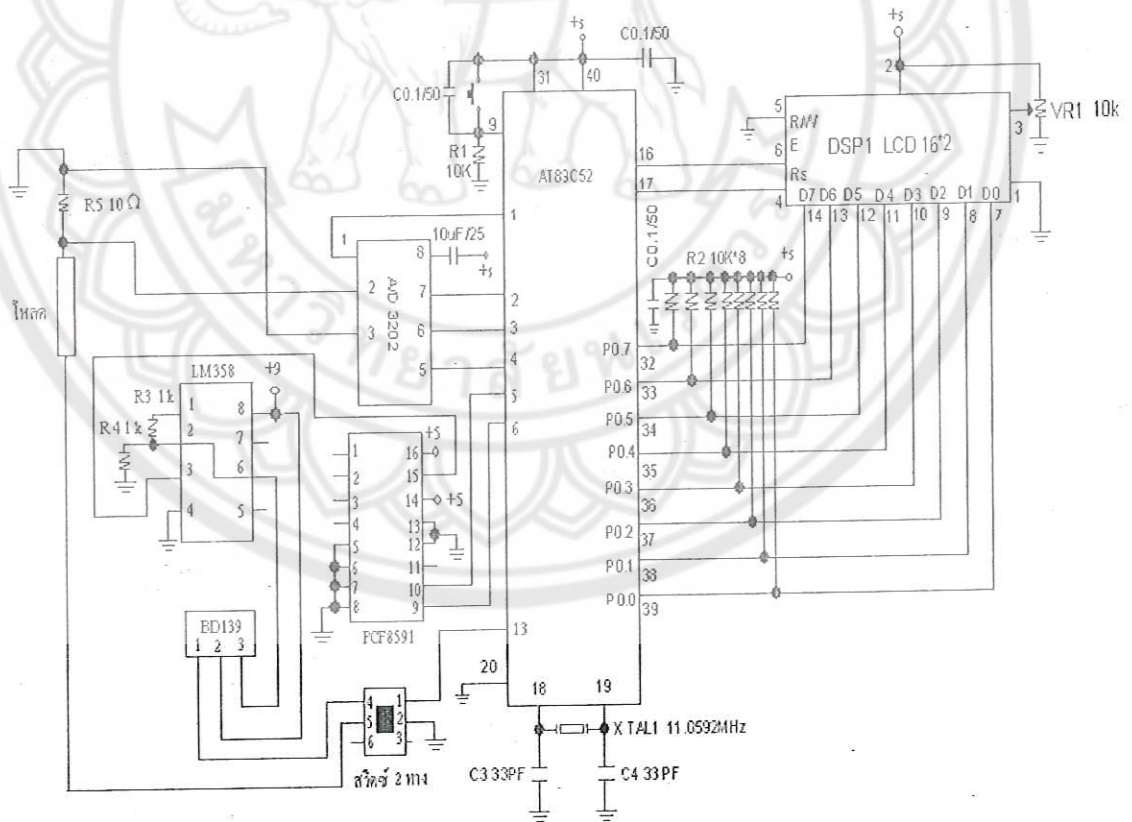 +s
C0.1/50
31
40
C0.1/50
9
R1
10K
AT89C52
+s
2
5
R/W
E
6
Rs
4
DSP1 LCD 16*2
3
VR1 10k
1
D7 D6 D5 D4 D3 D2 D1 D0
14 13 12 11 10 9 8 7
16
17
R5 10 Ω
โหลด
1
10uF/25
+s
8
2
A/D 3202
7
3
6
5
1
2
3
4
5
6
C 0.1/50
R2 10K*8
+s
P0.7
32
P0.6
33
P0.5
34
P0.4
35
P0.3
36
P0.2
37
P0.1
38
P0.0
39
LM358
+9
R3 1k
R4 1k
1
2
3
4
8
7
6
5
+5
+5
1
2
3
4
5
6
7
8
16
15
14
13
12
11
10
9
PCF8591
BD139
1 2 3
13
20
18
19
4
5
6
1
2
3
สวิตซ์ 2 ทาง
XTAL1 11.0592MHz
C3 33PF
C4 33PF